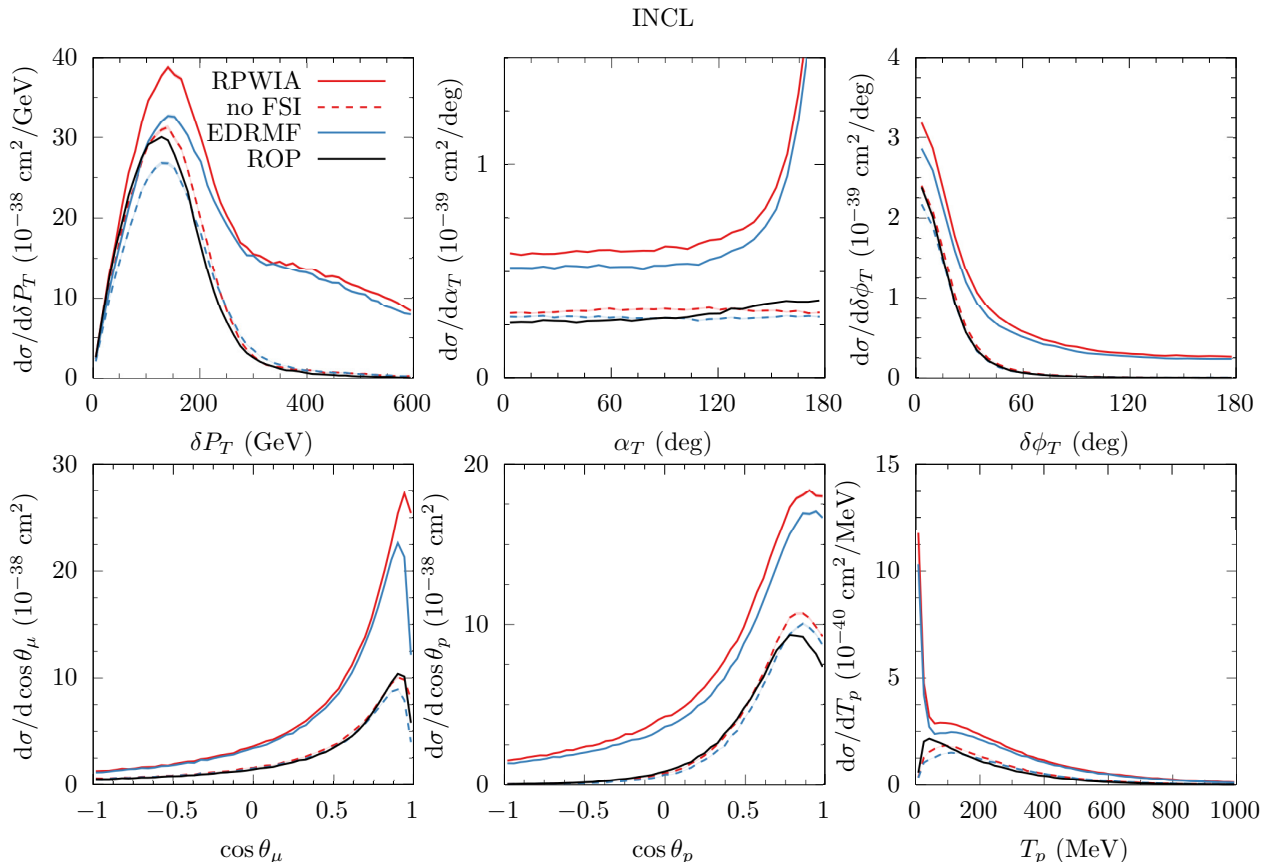 INCL
dσ/dδP_T (10^−38 cm^2/GeV)
40
30
20
10
0
RPWIA
no FSI
EDRMF
ROP
0 200 400 600
δP_T (GeV)
dσ/dα_T (10^−39 cm^2/deg)
1
0
0 60 120 180
α_T (deg)
dσ/dδϕ_T (10^−39 cm^2/deg)
4
3
2
1
0
0 60 120 180
δϕ_T (deg)
dσ/d cos θ_μ (10^−38 cm^2)
30
20
10
0
−1 −0.5 0 0.5 1
cos θ_μ
dσ/d cos θ_p (10^−38 cm^2)
20
10
0
−1 −0.5 0 0.5 1
cos θ_p
dσ/dT_p (10^−40 cm^2/MeV)
15
12
9
6
3
0
0 200 400 600 800 1000
T_p (MeV)